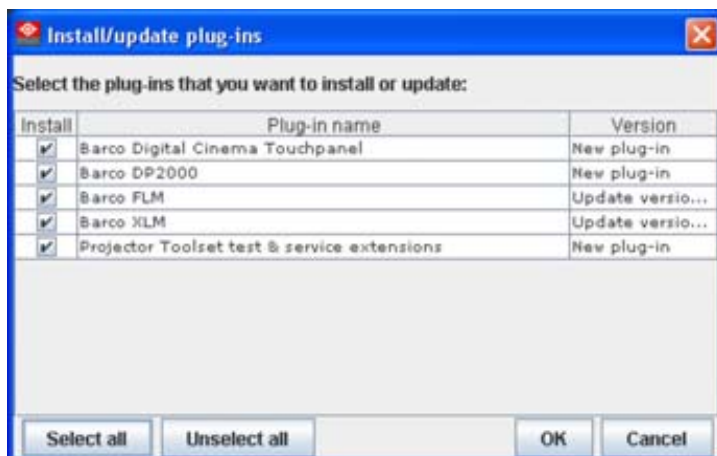 Install/update plug-ins
Select the plug-ins that you want to install or update:
Install Plug-in name Version
Barco Digital Cinema Touchpanel New plug-in
Barco DP2000 New plug-in
Barco FLM Update versio...
Barco XLM Update versio...
Projector Toolset test & service extensions New plug-in
Select all Unselect all OK Cancel